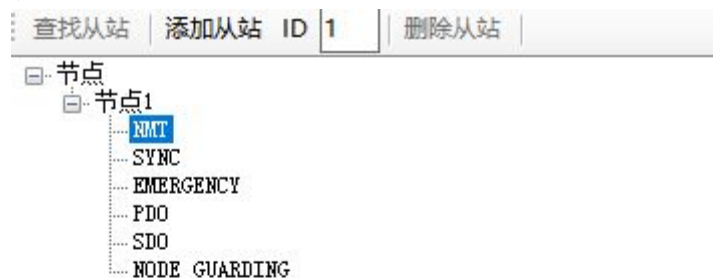 查找从站 添加从站 ID 1 删除从站
节点
节点1
NMT
SYNC
EMERGENCY
PDO
SDO
NODE GUARDING